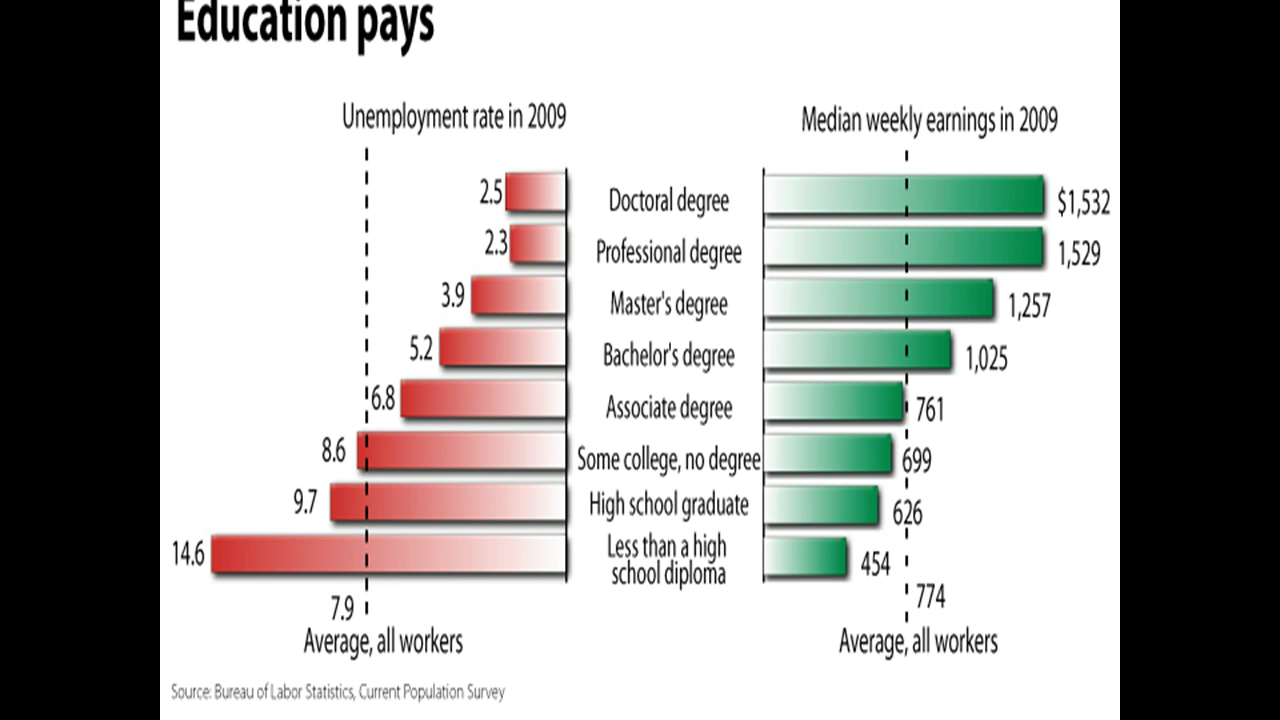 Education pays
Unemployment rate in 2009
Median weekly earnings in 2009
2.5 Doctoral degree $1,532
2.3 Professional degree 1,529
3.9 Master's degree 1,257
5.2 Bachelor's degree 1,025
6.8 Associate degree 761
8.6 Some college, no degree 699
9.7 High school graduate 626
14.6 Less than a high
school diploma 454
7.9 774
Average, all workers Average, all workers
Source: Bureau of Labor Statistics, Current Population Survey